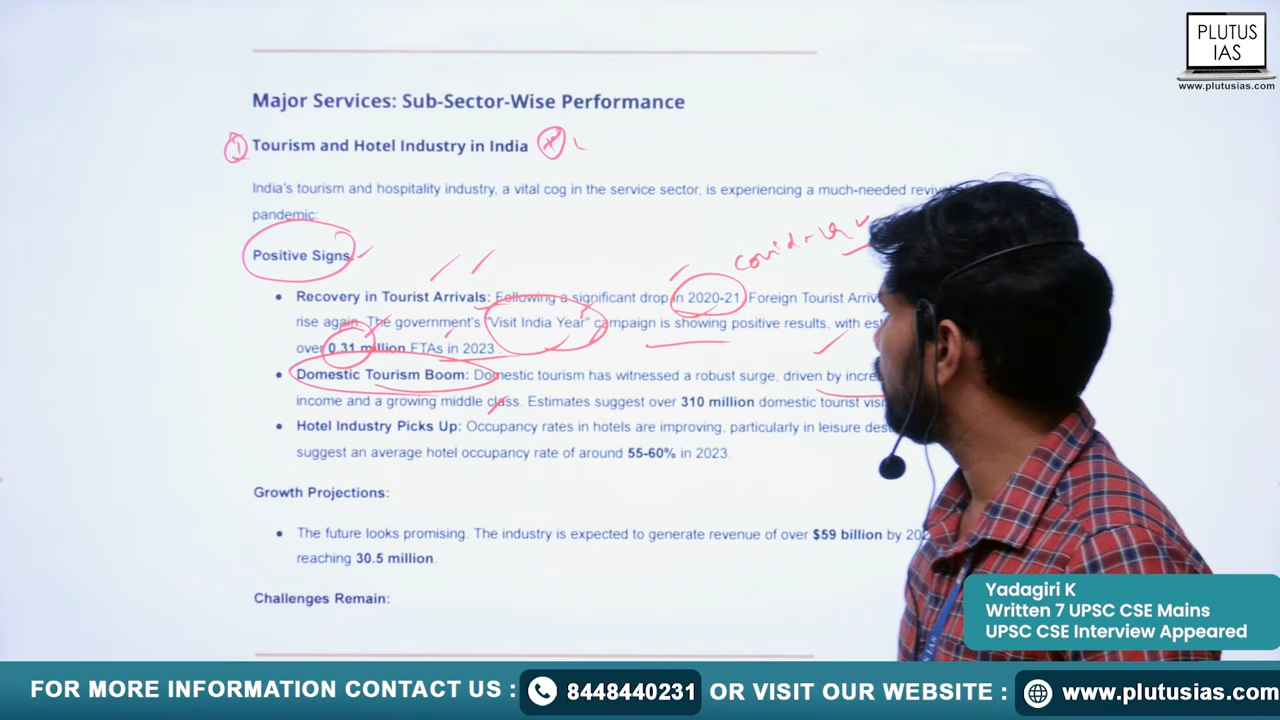 PLUTUS
IAS
www.plutusias.com
Major Services: Sub-Sector-Wise Performance
1 Tourism and Hotel Industry in India
India's tourism and hospitality industry, a vital cog in the service sector, is experiencing a much-needed
pandemic:
covid-19
Positive Signs
Recovery in Tourist Arrivals: Following a significant drop in 2020-21 Foreign Tourist
rise again. The government's "Visit India Year" campaign is showing positive results, with
over 0.31 million FTAs in 2023.
Domestic Tourism Boom: Domestic tourism has witnessed a robust surge, driven by
income and a growing middle class. Estimates suggest over 310 million domestic tourist
Hotel Industry Picks Up: Occupancy rates in hotels are improving, particularly in leisure
suggest an average hotel occupancy rate of around 55-60% in 2023.
Growth Projections:
The future looks promising. The industry is expected to generate revenue of over $59 billion by
reaching 30.5 million.
Challenges Remain:
Yadagiri K
Written 7 UPSC CSE Mains
UPSC CSE Interview Appeared
FOR MORE INFORMATION CONTACT US : 8448440231 OR VISIT OUR WEBSITE : www.plutusias.com